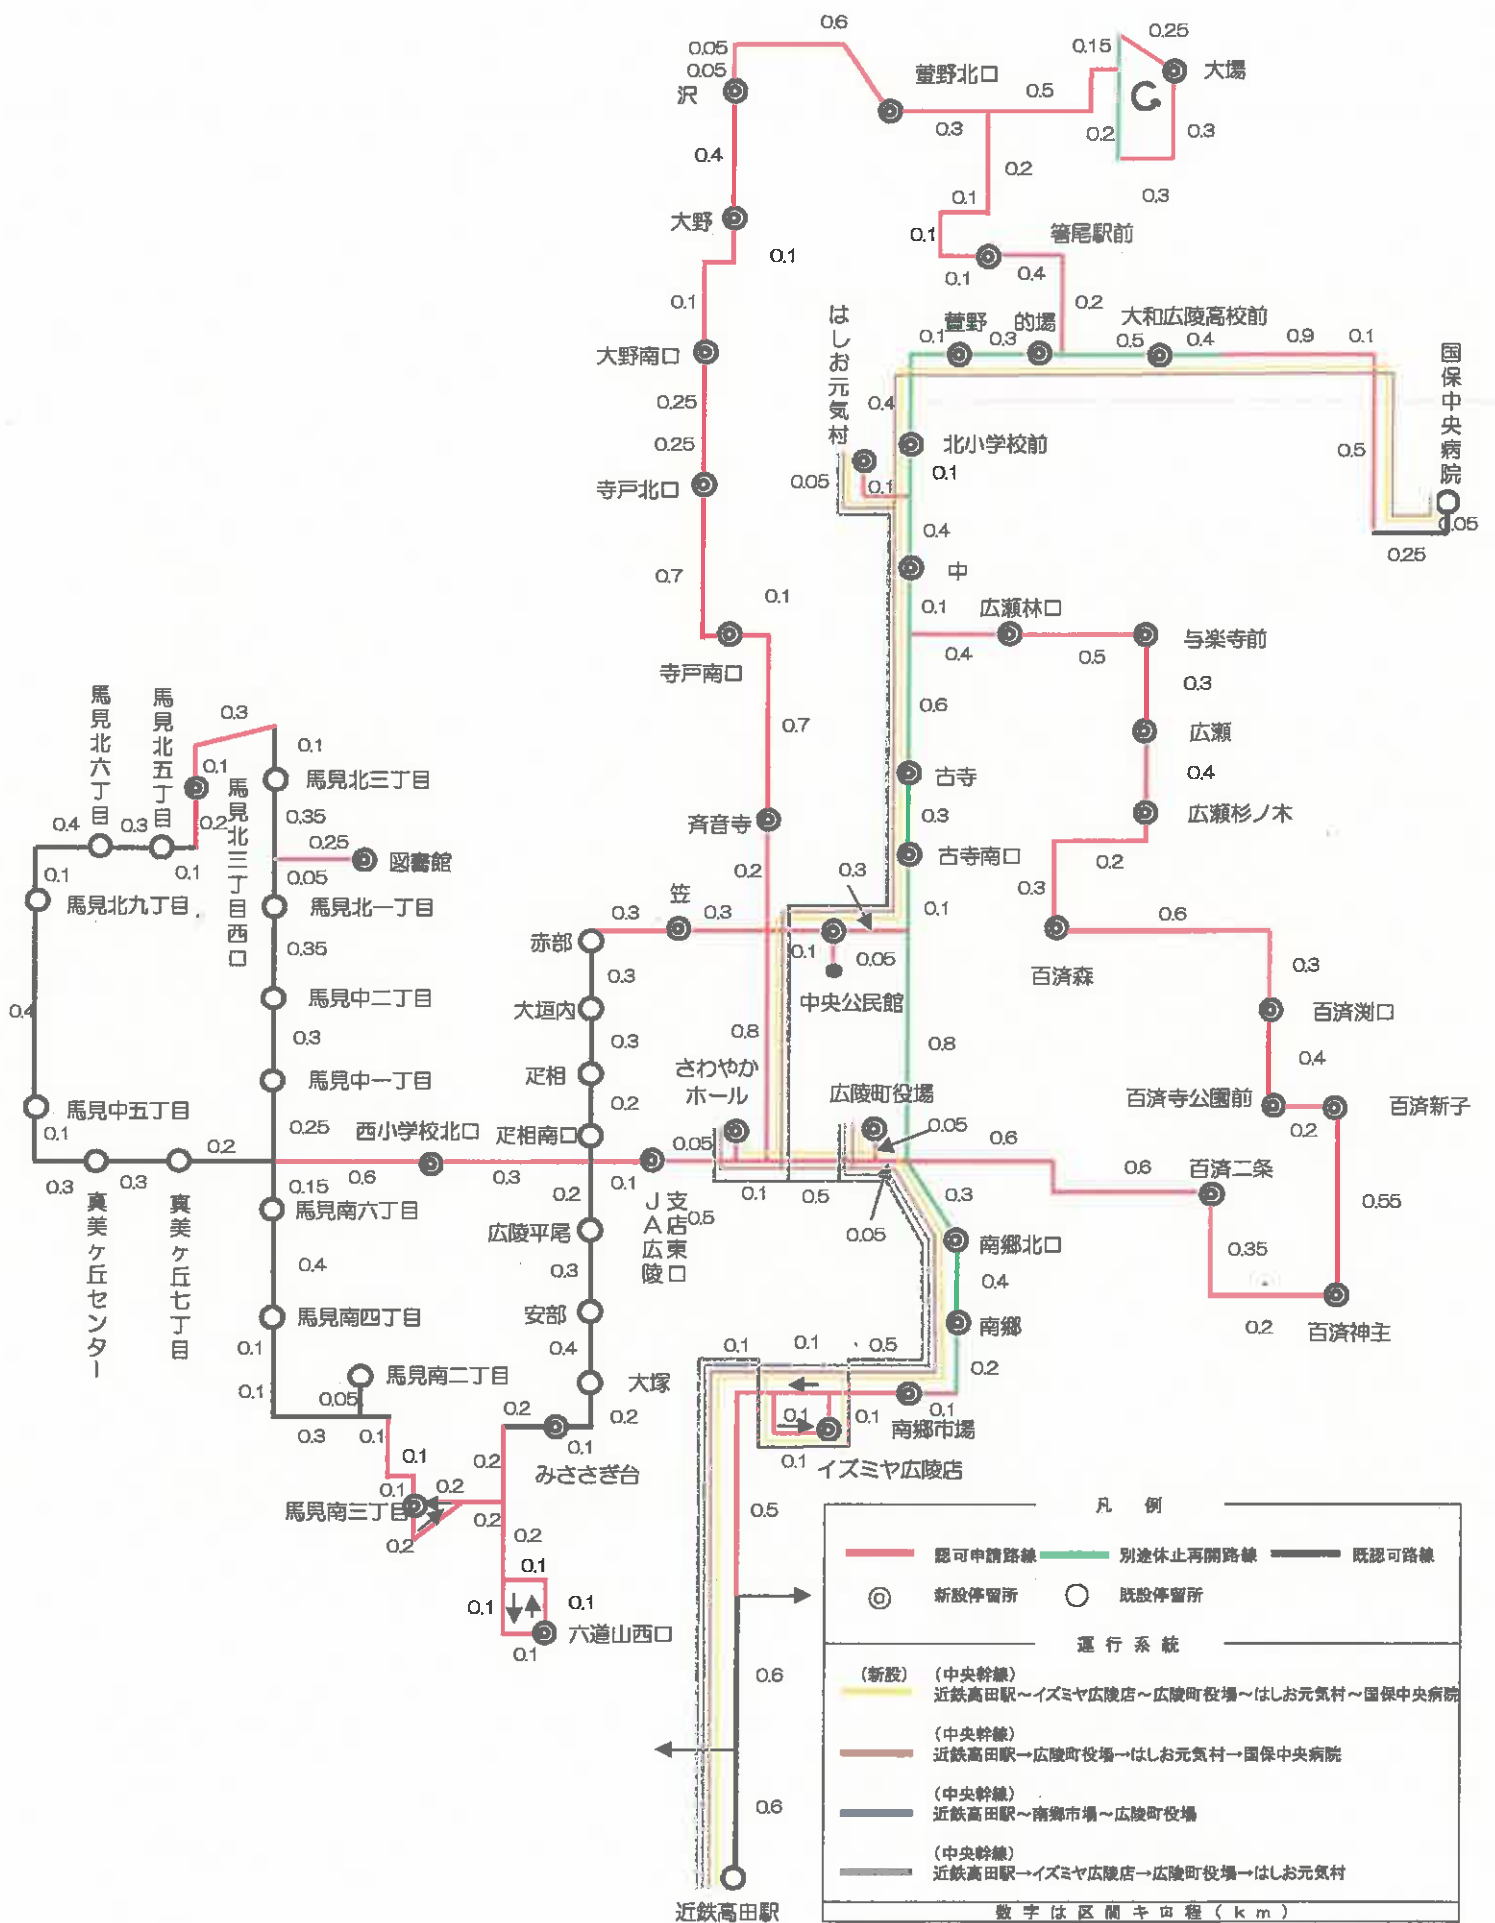 0.6
0.05
0.05
沢
萱野北口
0.3
0.5
0.15
0.25
大場
0.2
0.3
0.3
0.4
大野
0.1
0.1
大野南口
0.25
0.25
寺戸北口
0.7
0.1
寺戸南口
0.7
斉音寺
0.2
0.2
0.1
0.1
0.1
箸尾駅前
0.4
0.2
はしお元気村
0.1
萱野
0.3
的場
大和広陵高校前
0.5
0.4
0.9
0.1
国保中央病院
0.5
0.05
0.25
0.4
北小学校前
0.1
0.05
0.1
0.4
中
0.1
広瀬林口
0.4
0.5
与楽寺前
0.3
広瀬
0.4
広瀬杉ノ木
0.2
0.3
百済森
0.6
0.3
百済渕口
0.4
百済寺公園前
0.2
百済新子
0.55
百済神主
0.2
0.35
百済二条
0.6
0.6
0.6
古寺
0.3
古寺南口
0.1
0.3
0.1
0.05
中央公民館
0.8
0.8
さわやか
ホール
広陵町役場
0.05
0.05
0.1
0.5
0.5
0.05
0.3
南郷北口
0.4
南郷
0.2
0.1
南郷市場
0.5
0.1
0.1
0.1
0.1
0.1
イズミヤ広陵店
0.5
0.6
0.6
近鉄高田駅
馬見北六丁目
馬見北五丁目
馬見北三丁目西口
0.3
0.1
0.1
馬見北三丁目
0.4
0.3
0.2
0.1
0.35
0.25
図書館
0.05
0.1
馬見北九丁目
馬見北一丁目
0.35
馬見中二丁目
0.3
0.4
馬見中一丁目
馬見中五丁目
0.1
0.25
0.2
0.3
0.3
真美ヶ丘センター
真美ヶ丘七丁目
西小学校北口
0.15
0.6
0.3
馬見南六丁目
0.4
馬見南四丁目
0.1
0.1
馬見南二丁目
0.05
0.3
0.1
0.1
0.1
馬見南三丁目
0.2
0.2
笠
0.3
0.3
赤部
0.3
大垣内
0.3
疋相
0.2
疋相南口
0.2
0.1
JA広陵
支店東口
広陵平尾
0.3
安部
0.4
大塚
0.2
0.2
0.1
みささぎ台
0.2
0.2
0.2
0.1
0.1
0.1
0.1
六道山西口
凡 例
認可申請路線
別途休止再開路線
既認可路線
新設停留所
既設停留所
運行系統
(新設)
(中央幹線)
近鉄高田駅～イズミヤ広陵店～広陵町役場～はしお元気村～国保中央病院
(中央幹線)
近鉄高田駅→広陵町役場→はしお元気村→国保中央病院
(中央幹線)
近鉄高田駅～南郷市場～広陵町役場
(中央幹線)
近鉄高田駅→イズミヤ広陵店→広陵町役場→はしお元気村
数字は区間キロ程(km)